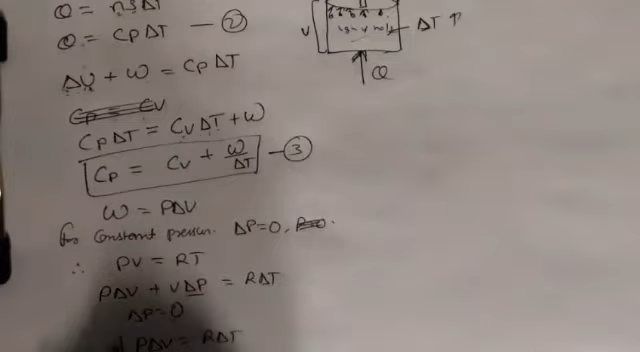 Q = nSΔT
Q = CpΔT — ②
ΔU + W = CpΔT
Cp = Cv
CpΔT = CvΔT + W
Cp = Cv + W/ΔT — ③
W = PΔV
for constant pressure. ΔP=0,
∴ PV = RT
PΔV + VΔP = RΔT
ΔP=0
PΔV = RΔT
V
ΔT ↑
Q